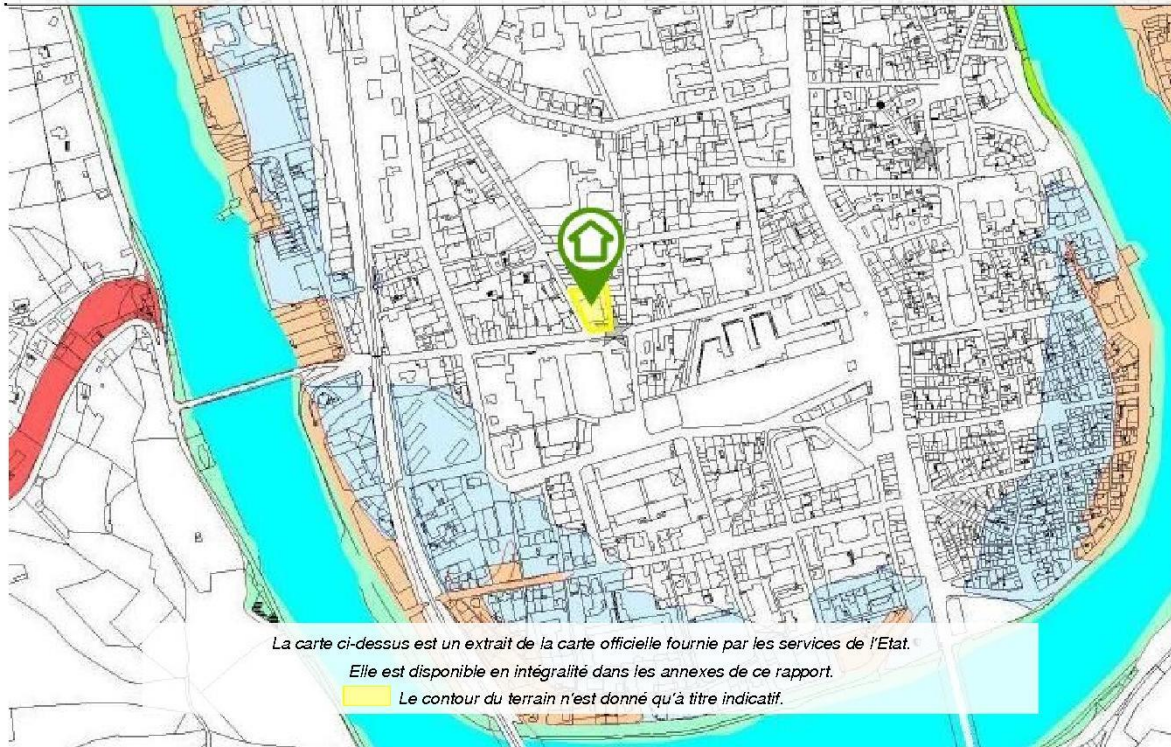 La carte ci-dessus est un extrait de la carte officielle fournie par les services de l'Etat.
Elle est disponible en intégralité dans les annexes de ce rapport.
Le contour du terrain n'est donné qu'à titre indicatif.